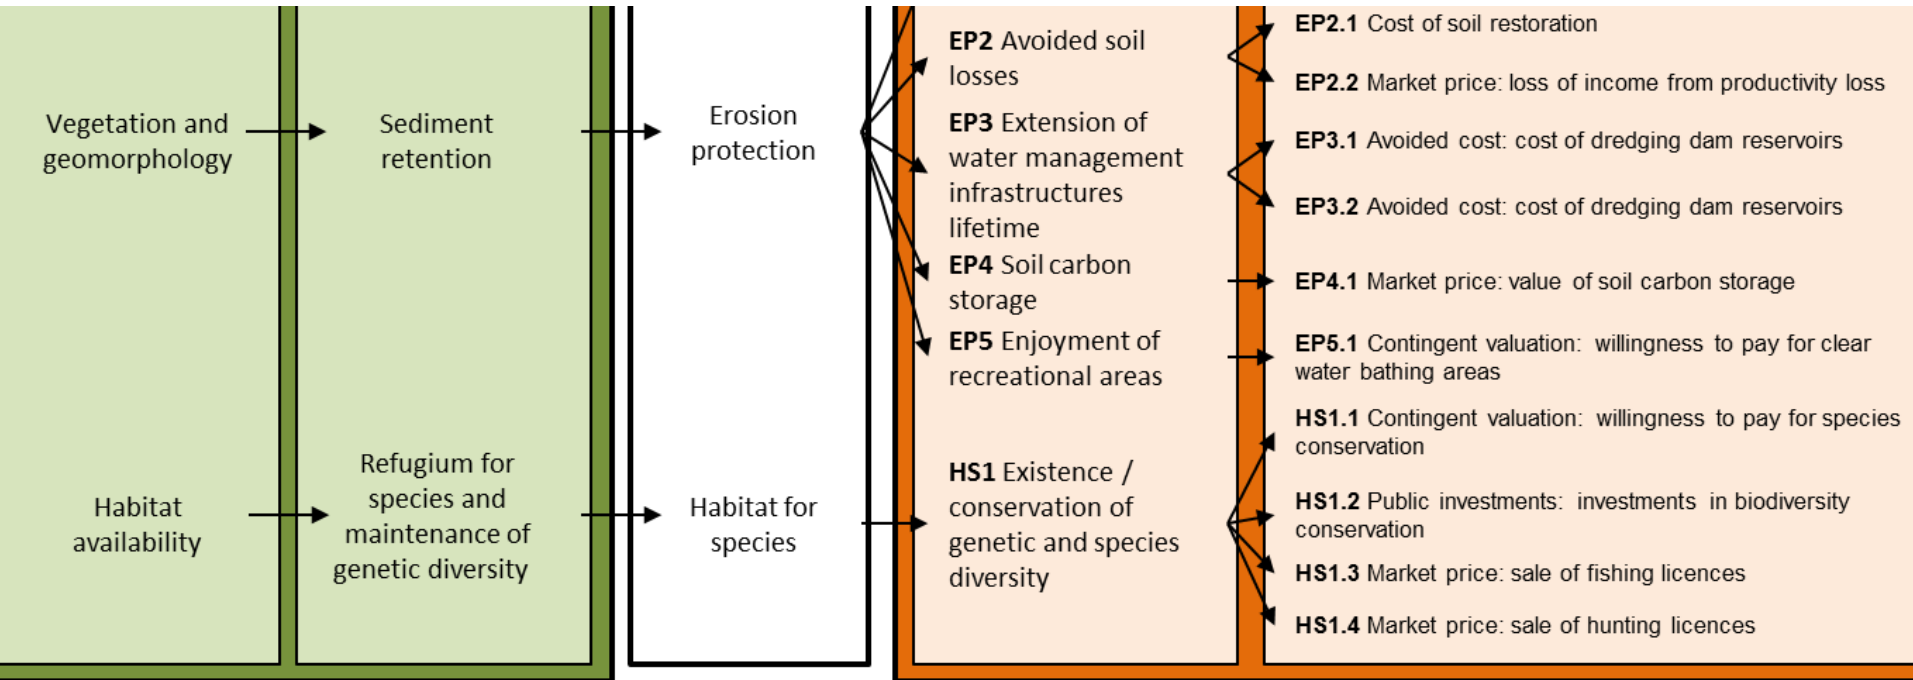 Vegetation and
geomorphology
Sediment
retention
Erosion
protection
EP2 Avoided soil
losses
EP3 Extension of
water management
infrastructures
lifetime
EP4 Soil carbon
storage
EP5 Enjoyment of
recreational areas
EP2.1 Cost of soil restoration
EP2.2 Market price: loss of income from productivity loss
EP3.1 Avoided cost: cost of dredging dam reservoirs
EP3.2 Avoided cost: cost of dredging dam reservoirs
EP4.1 Market price: value of soil carbon storage
EP5.1 Contingent valuation: willingness to pay for clear
water bathing areas
Habitat
availability
Refugium for
species and
maintenance of
genetic diversity
Habitat for
species
HS1 Existence /
conservation of
genetic and species
diversity
HS1.1 Contingent valuation: willingness to pay for species
conservation
HS1.2 Public investments: investments in biodiversity
conservation
HS1.3 Market price: sale of fishing licences
HS1.4 Market price: sale of hunting licences